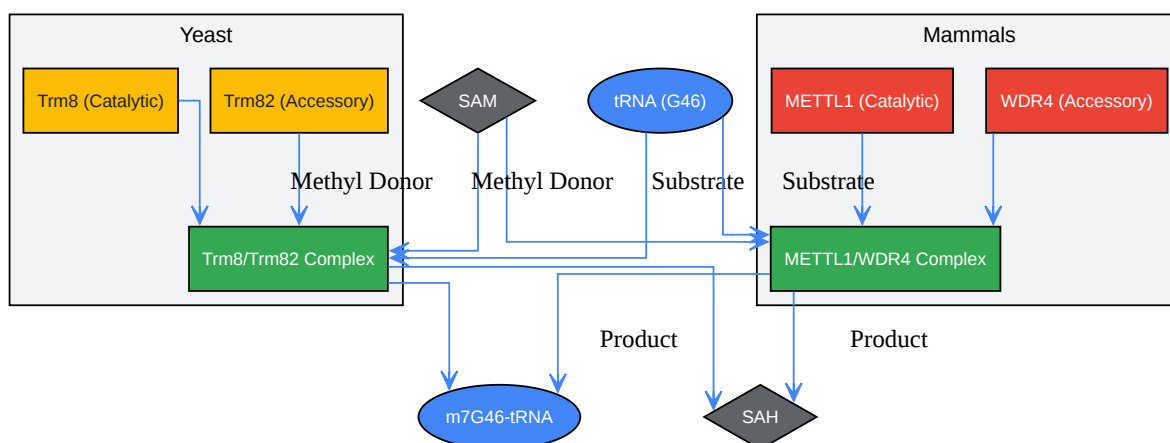 Yeast
Mammals
Trm8 (Catalytic)
Trm82 (Accessory)
SAM
tRNA (G46)
METTL1 (Catalytic)
WDR4 (Accessory)
Methyl Donor
Methyl Donor
Substrate
Substrate
Trm8/Trm82 Complex
METTL1/WDR4 Complex
Product
Product
m7G46-tRNA
SAH